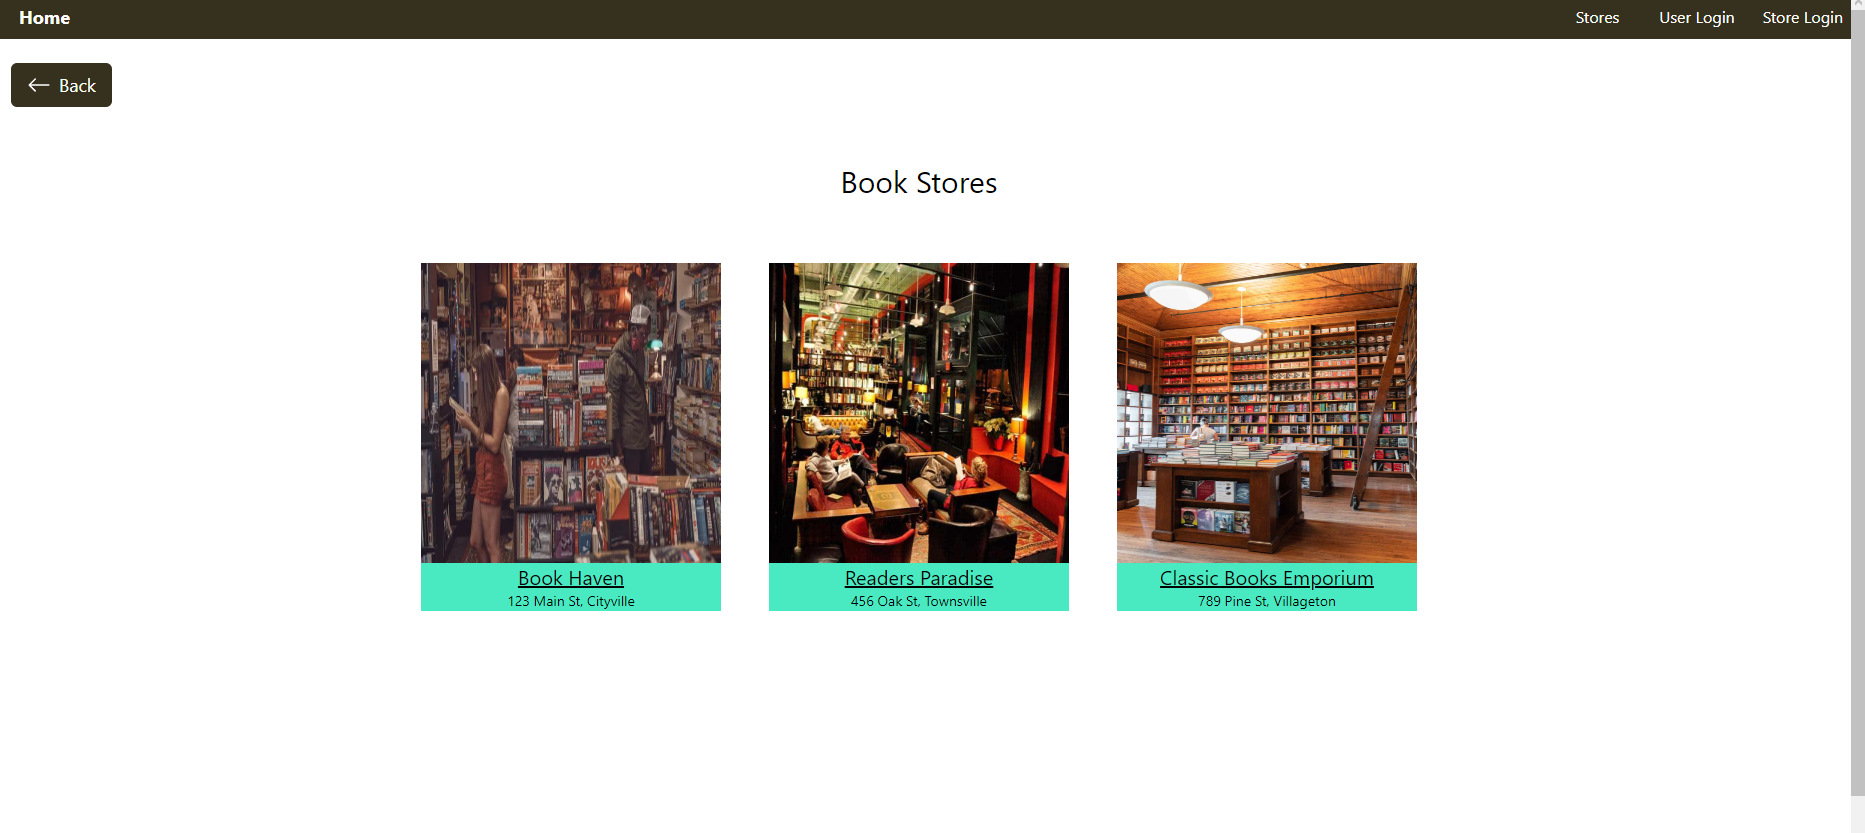 Home Stores User Login Store Login
Back
Book Stores
Book Haven
123 Main St, Cityville
Readers Paradise
456 Oak St, Townsville
Classic Books Emporium
789 Pine St, Villageton